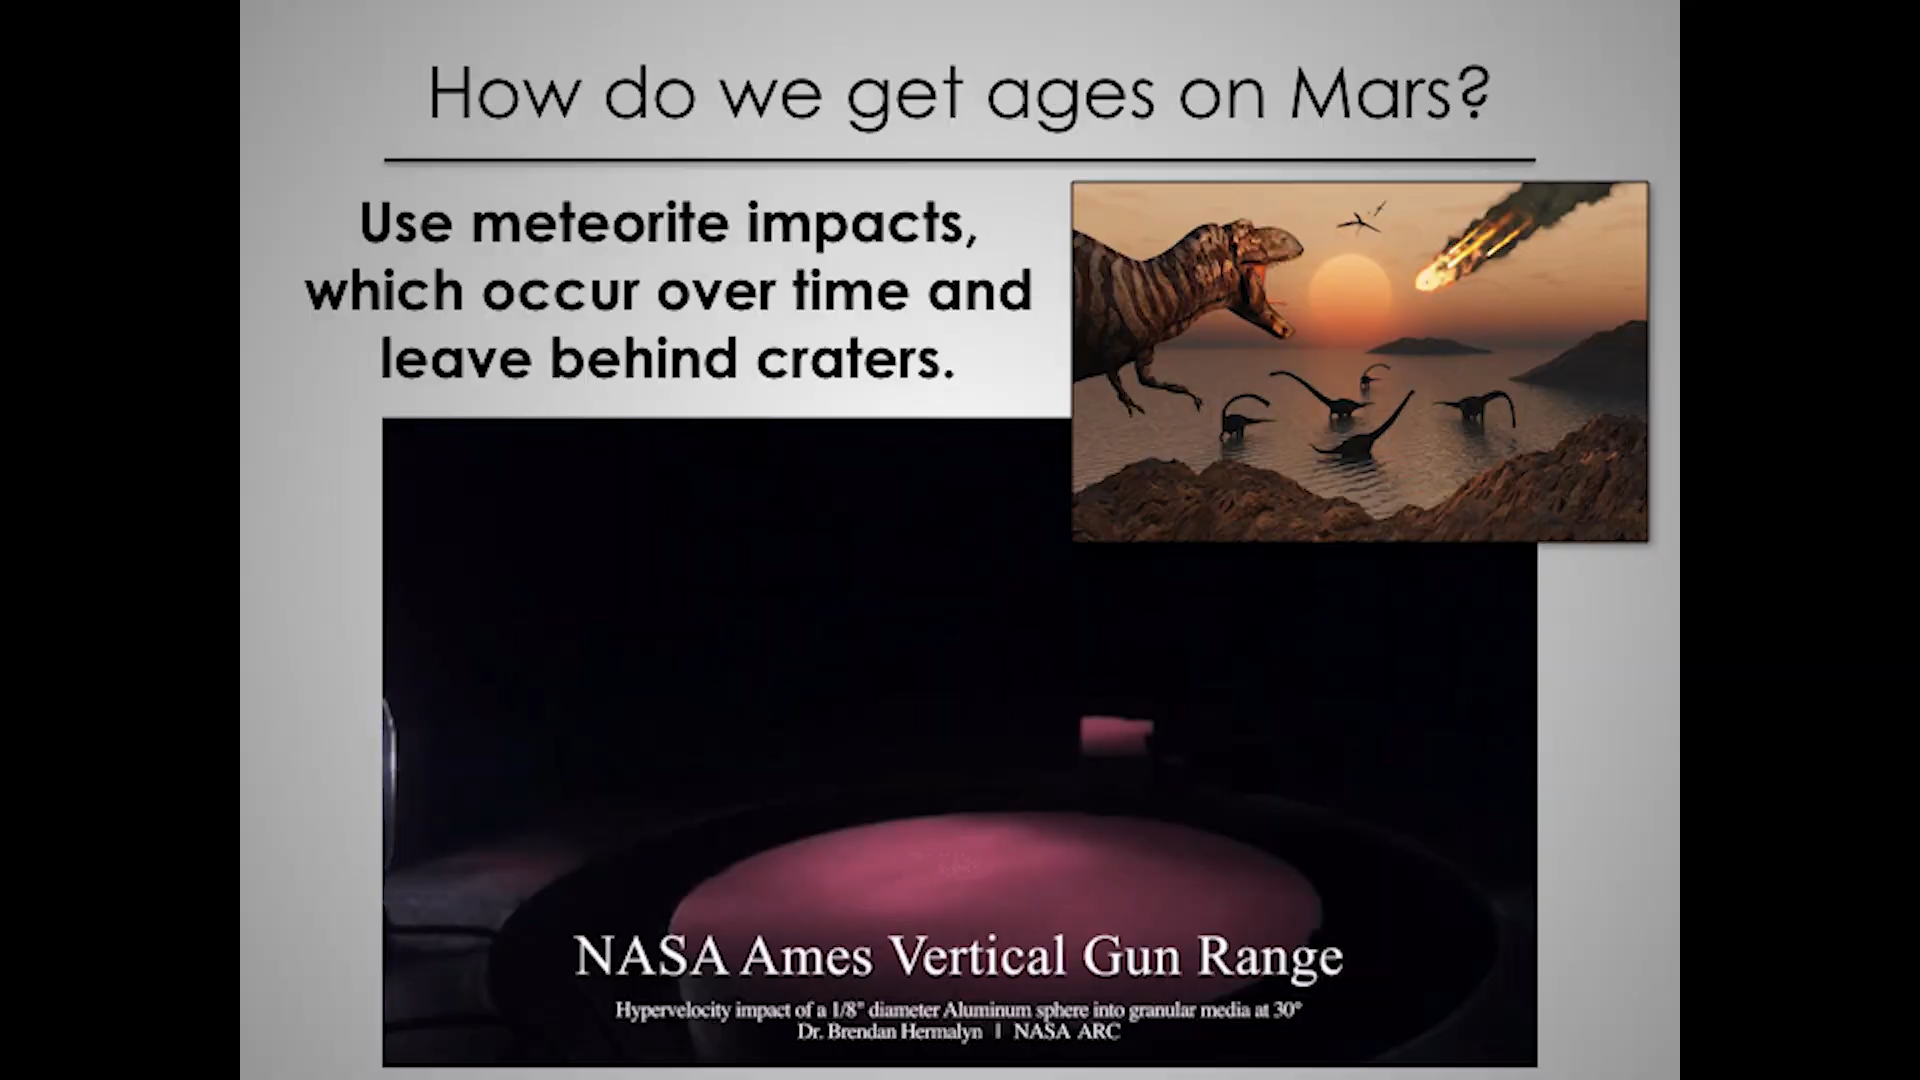 How do we get ages on Mars?
Use meteorite impacts,
which occur over time and
leave behind craters.
NASA Ames Vertical Gun Range
Hypervelocity impact of a 1/8" diameter Aluminum sphere into granular media at 30°
Dr. Brendan Hermalyn | NASA ARC